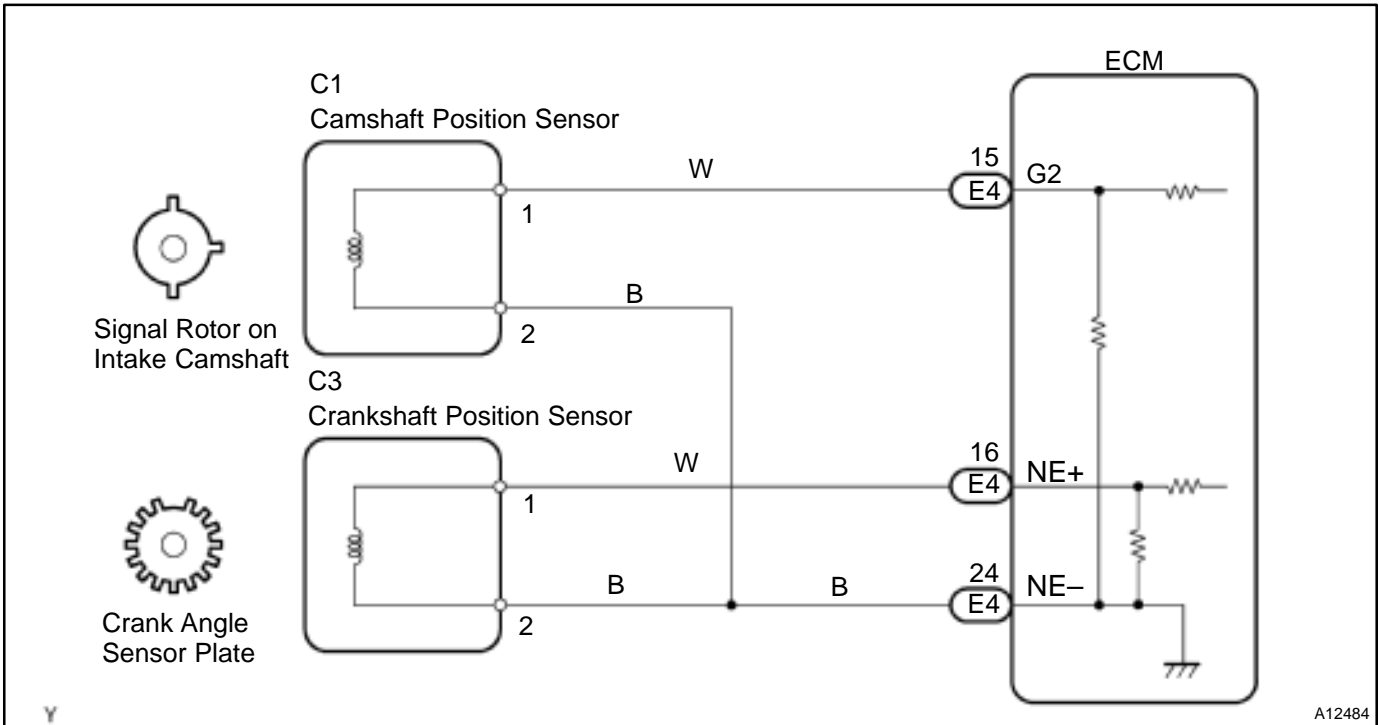 ECM
C1
Camshaft Position Sensor
W
15
E4
G2
1
B
2
Signal Rotor on
Intake Camshaft
C3
Crankshaft Position Sensor
W
16
E4
NE+
1
B
B
24
E4
NE–
2
Crank Angle
Sensor Plate
Y
A12484